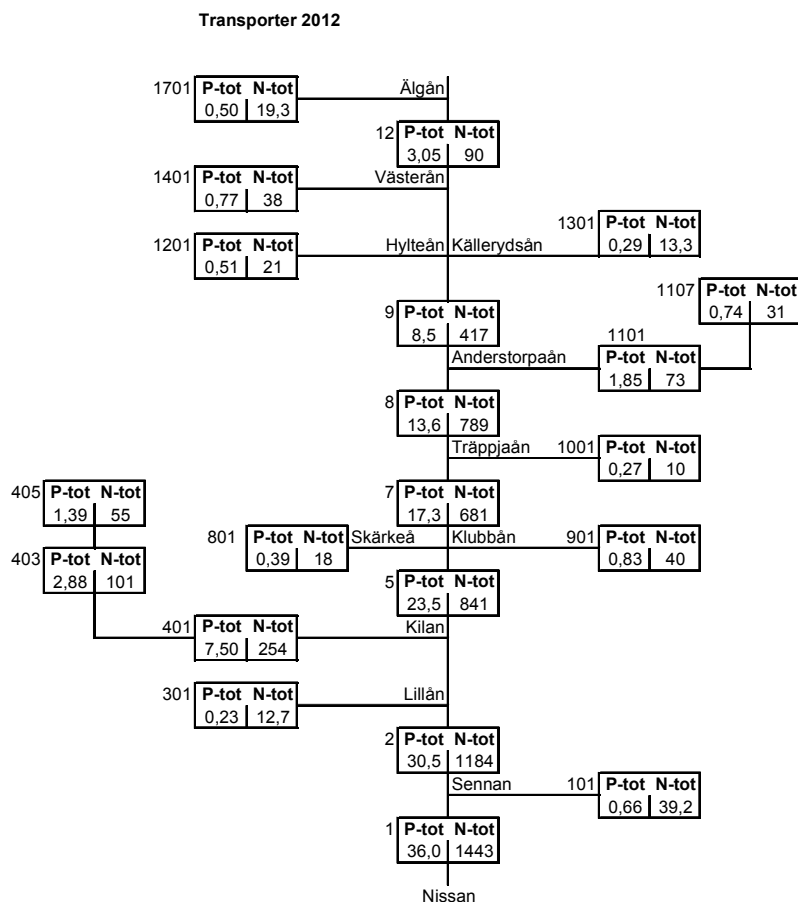 Transporter 2012
1701 P-tot N-tot Älgån
0,50 19,3
12 P-tot N-tot
3,05 90
1401 P-tot N-tot Västerån
0,77 38
1301 P-tot N-tot
0,29 13,3
1201 P-tot N-tot Hylteån Källerydsån
0,51 21
1107 P-tot N-tot
0,74 31
9 P-tot N-tot
8,5 417
1101
Anderstorpaån P-tot N-tot
1,85 73
8 P-tot N-tot
13,6 789
Träppjaån 1001 P-tot N-tot
0,27 10
405 P-tot N-tot
1,39 55
7 P-tot N-tot
17,3 681
801 P-tot N-tot Skärkeå Klubbån 901 P-tot N-tot
0,39 18 0,83 40
403 P-tot N-tot
2,88 101
5 P-tot N-tot
23,5 841
401 P-tot N-tot Kilan
7,50 254
301 P-tot N-tot Lillån
0,23 12,7
2 P-tot N-tot
30,5 1184
Sennan 101 P-tot N-tot
0,66 39,2
1 P-tot N-tot
36,0 1443
Nissan